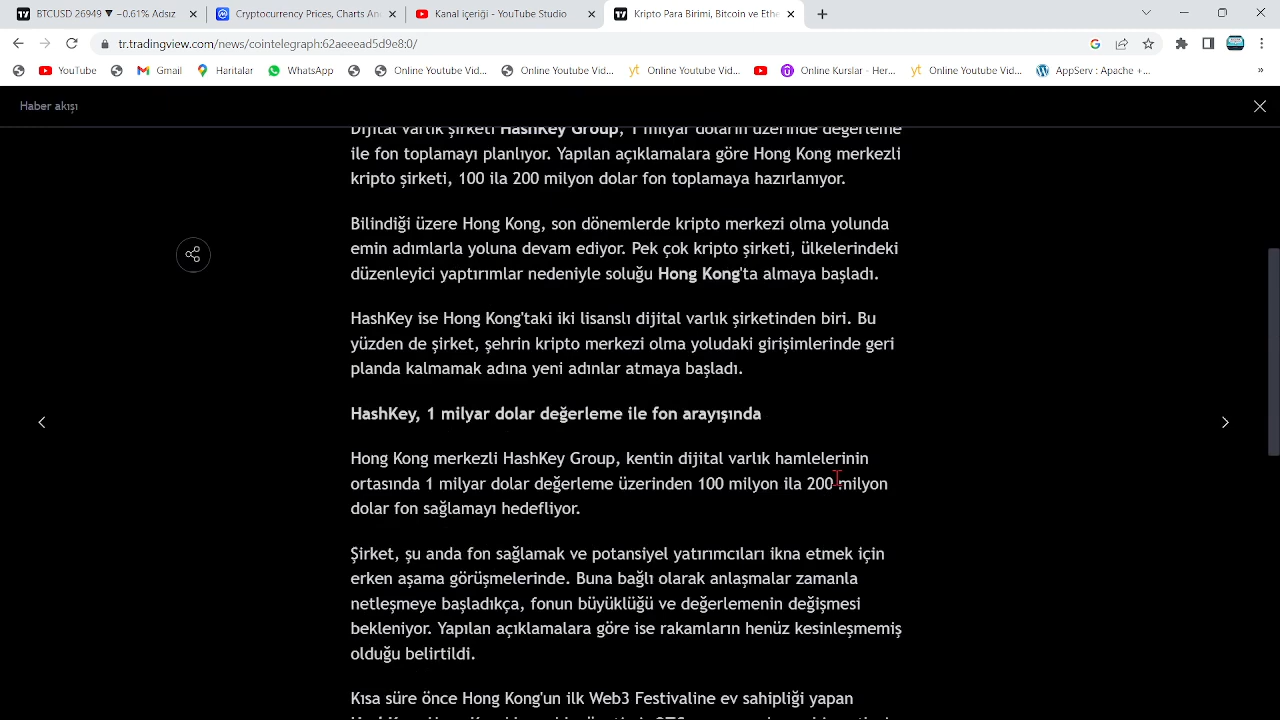 BTCUSD 26949 ▼ −0.61% Adsız
Cryptocurrency Prices, Charts An
Kanal içeriği - YouTube Studio
Kripto Para Birimi, Bitcoin ve Ethe
tr.tradingview.com/news/cointelegraph:62aeeead5d9e8:0/
YouTube
Gmail
Haritalar
WhatsApp
Online Youtube Vid...
Online Youtube Vid...
Online Youtube Vid...
Online Kurslar - Her...
Online Youtube Vid...
AppServ : Apache +...
»
Haber akışı
Dijital varlık şirketi HashKey Group, 1 milyar doların üzerinde değerleme
ile fon toplamayı planlıyor. Yapılan açıklamalara göre Hong Kong merkezli
kripto şirketi, 100 ila 200 milyon dolar fon toplamaya hazırlanıyor.
Bilindiği üzere Hong Kong, son dönemlerde kripto merkezi olma yolunda
emin adımlarla yoluna devam ediyor. Pek çok kripto şirketi, ülkelerindeki
düzenleyici yaptırımlar nedeniyle soluğu Hong Kong'ta almaya başladı.
HashKey ise Hong Kong'taki iki lisanslı dijital varlık şirketinden biri. Bu
yüzden de şirket, şehrin kripto merkezi olma yoludaki girişimlerinde geri
planda kalmamak adına yeni adınlar atmaya başladı.
HashKey, 1 milyar dolar değerleme ile fon arayışında
Hong Kong merkezli HashKey Group, kentin dijital varlık hamlelerinin
ortasında 1 milyar dolar değerleme üzerinden 100 milyon ila 200 milyon
dolar fon sağlamayı hedefliyor.
Şirket, şu anda fon sağlamak ve potansiyel yatırımcıları ikna etmek için
erken aşama görüşmelerinde. Buna bağlı olarak anlaşmalar zamanla
netleşmeye başladıkça, fonun büyüklüğü ve değerlemenin değişmesi
bekleniyor. Yapılan açıklamalara göre ise rakamların henüz kesinleşmemiş
olduğu belirtildi.
Kısa süre önce Hong Kong'un ilk Web3 Festivaline ev sahipliği yapan